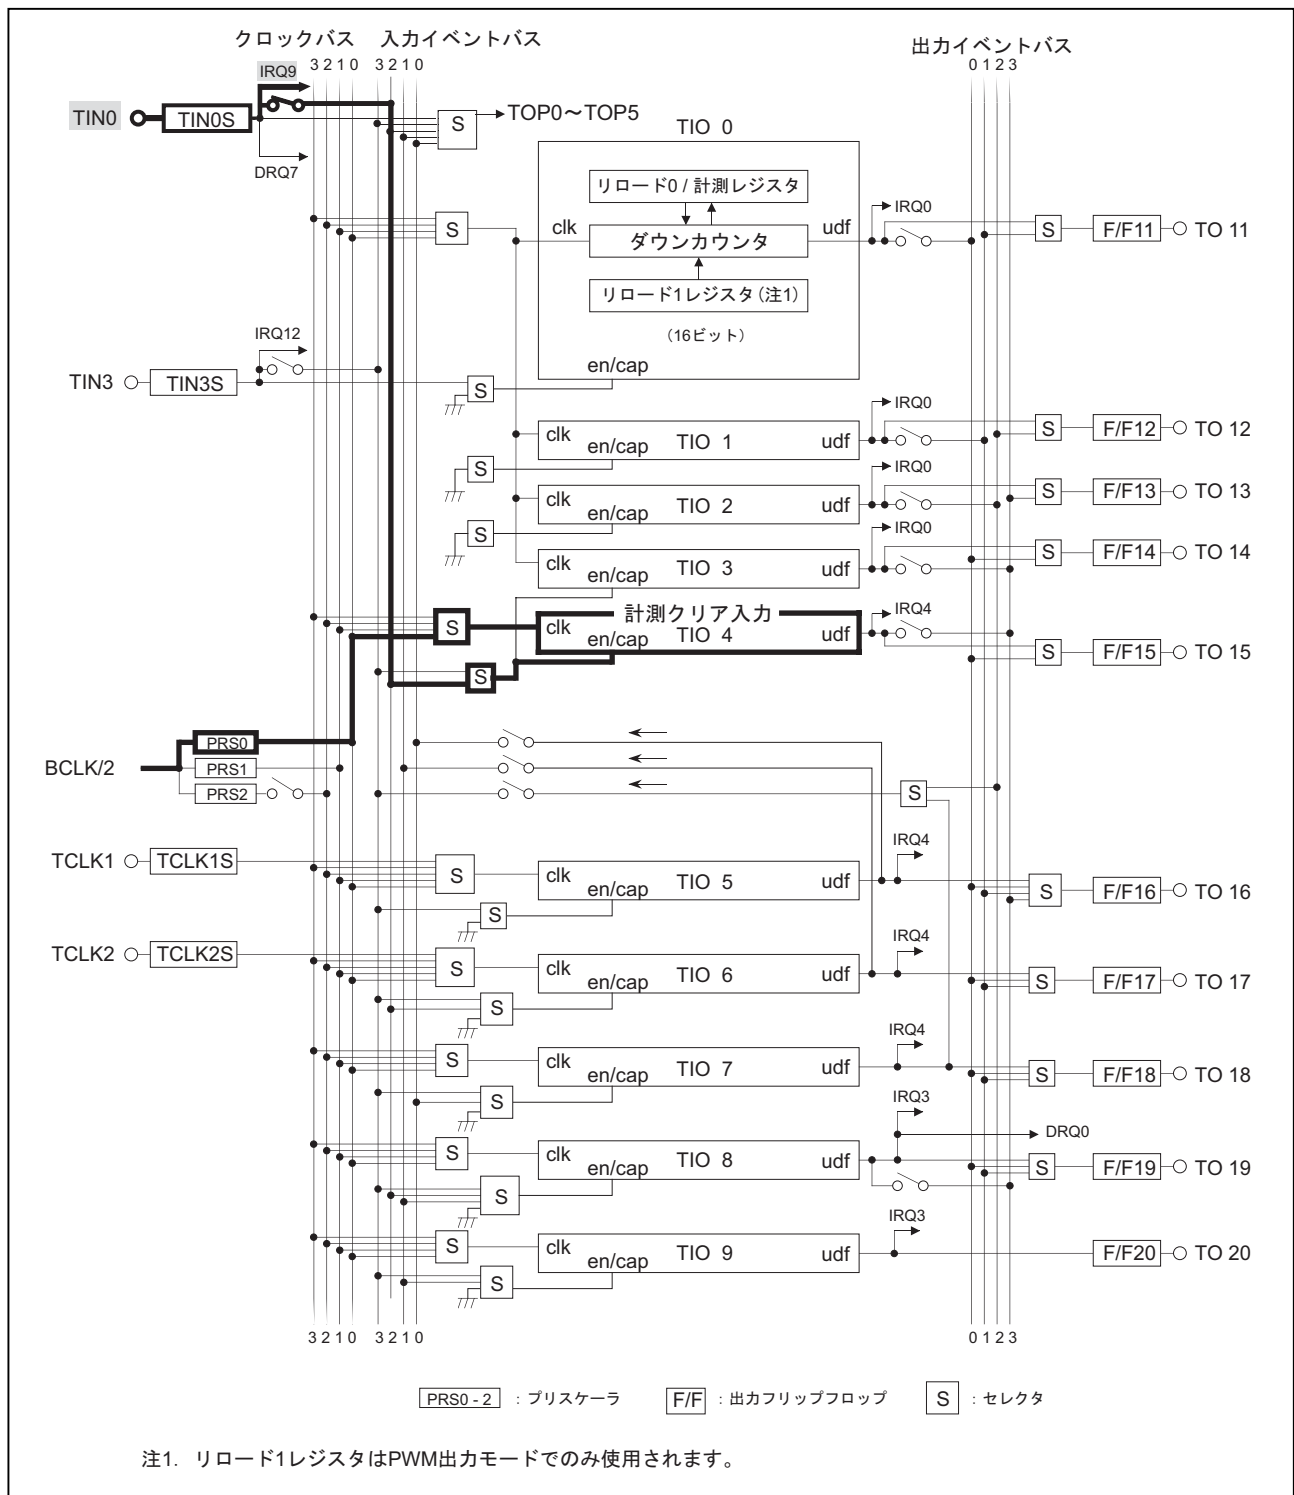 クロックバス 入力イベントバス 出力イベントバス
3 2 1 0 3 2 1 0 0 1 2 3
IRQ9
TIN0 TIN0S S TOP0～TOP5
DRQ7
TIO 0
リロード0 / 計測レジスタ
IRQ0
S clk ダウンカウンタ udf S F/F11 TO 11
リロード1レジスタ(注1)
(16ビット)
IRQ12
en/cap
TIN3 TIN3S S
IRQ0
clk en/cap TIO 1 udf S F/F12 TO 12
S
IRQ0
clk en/cap TIO 2 udf S F/F13 TO 13
S
IRQ0
clk en/cap TIO 3 udf S F/F14 TO 14
計測クリア入力
IRQ4
S clk en/cap TIO 4 udf S F/F15 TO 15
S
PRS0
BCLK/2 PRS1
PRS2 S
IRQ4
TCLK1 TCLK1S S clk en/cap TIO 5 udf S F/F16 TO 16
S
IRQ4
TCLK2 TCLK2S S clk en/cap TIO 6 udf S F/F17 TO 17
S
IRQ4
S clk en/cap TIO 7 udf S F/F18 TO 18
S
IRQ3
DRQ0
S clk en/cap TIO 8 udf S F/F19 TO 19
S
IRQ3
S clk en/cap TIO 9 udf F/F20 TO 20
S
3 2 1 0 3 2 1 0 0 1 2 3
PRS0 - 2 : プリスケーラ F/F : 出力フリップフロップ S : セレクタ
注1. リロード1レジスタはPWM出力モードでのみ使用されます。